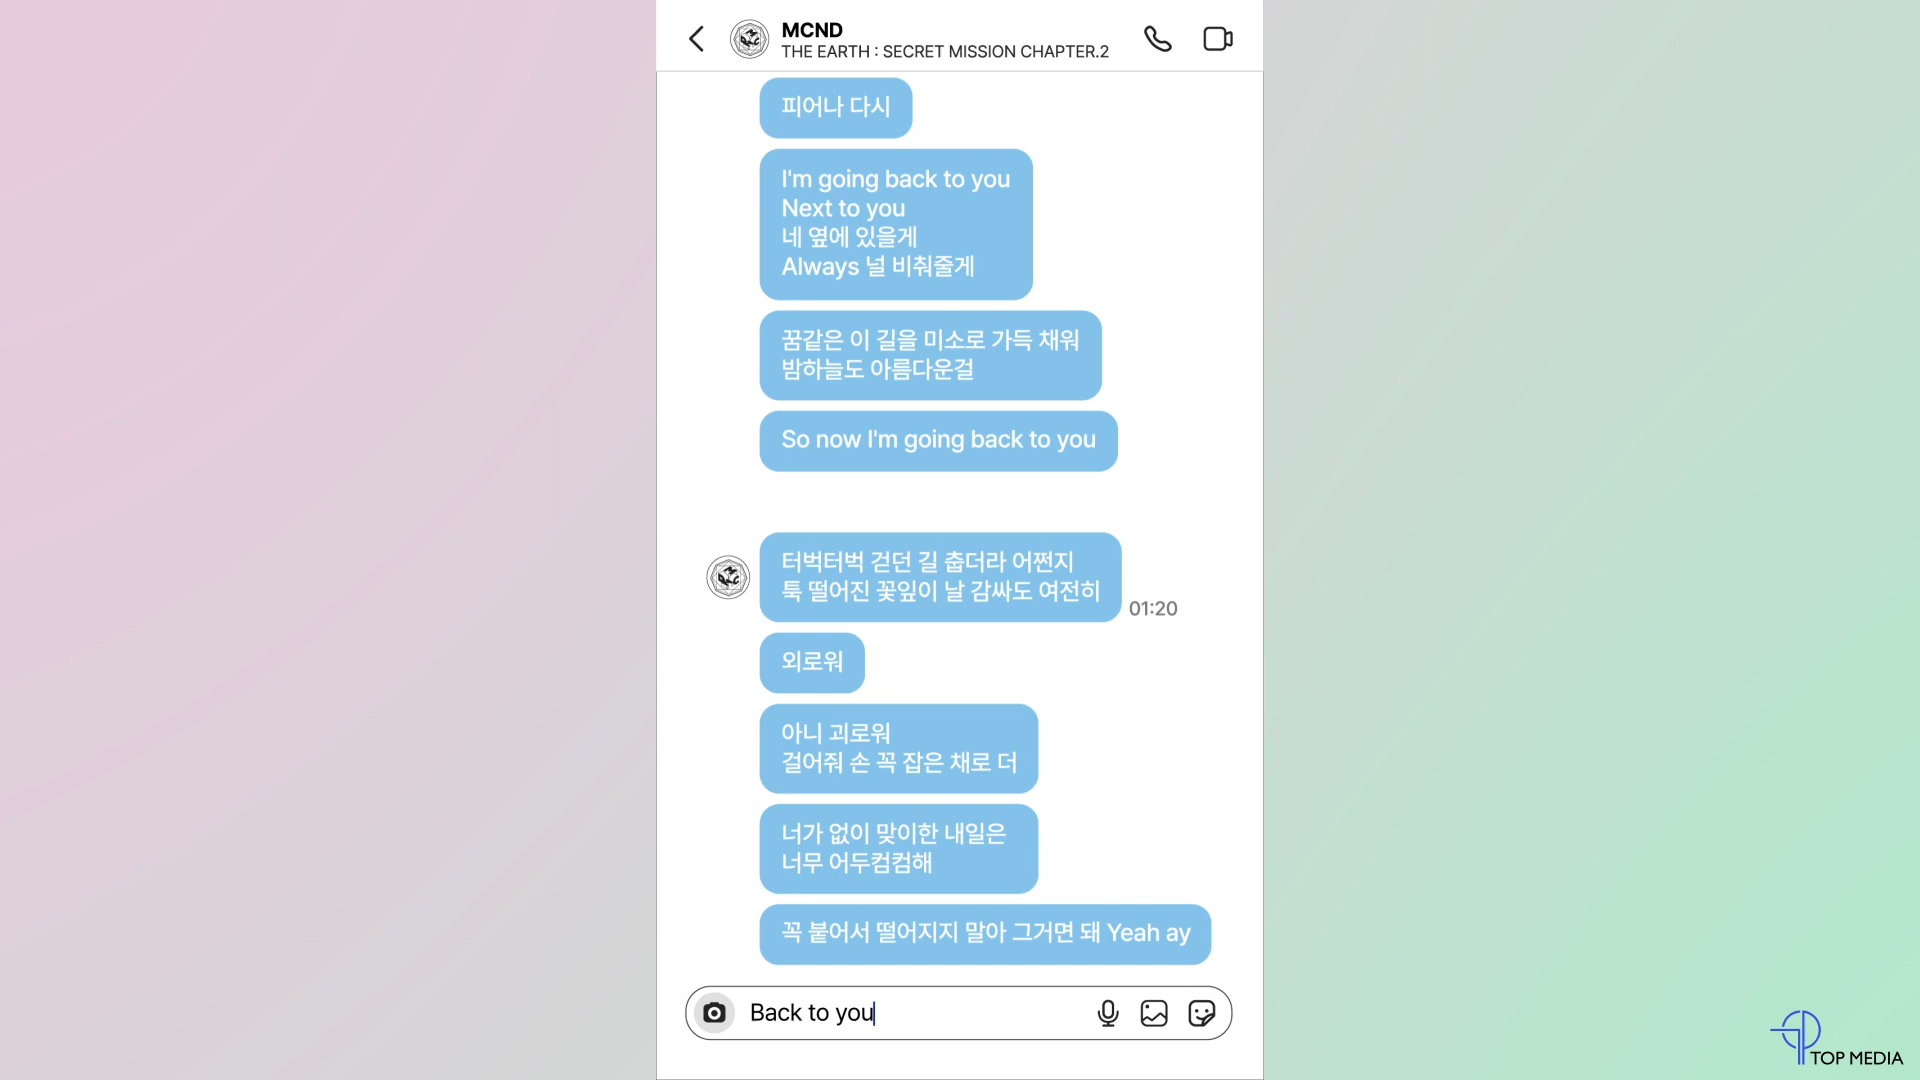 MCND
THE EARTH : SECRET MISSION CHAPTER.2
피어나 다시
I'm going back to you
Next to you
네 옆에 있을게
Always 널 비춰줄게
꿈같은 이 길을 미소로 가득 채워
밤하늘도 아름다운걸
So now I'm going back to you
터벅터벅 걷던 길 춥더라 어쩐지
툭 떨어진 꽃잎이 날 감싸도 여전히
01:20
외로워
아니 괴로워
걸어줘 손 꼭 잡은 채로 더
너가 없이 맞이한 내일은
너무 어두컴컴해
꼭 붙어서 떨어지지 말아 그거면 돼 Yeah ay
Back to you
TOP MEDIA